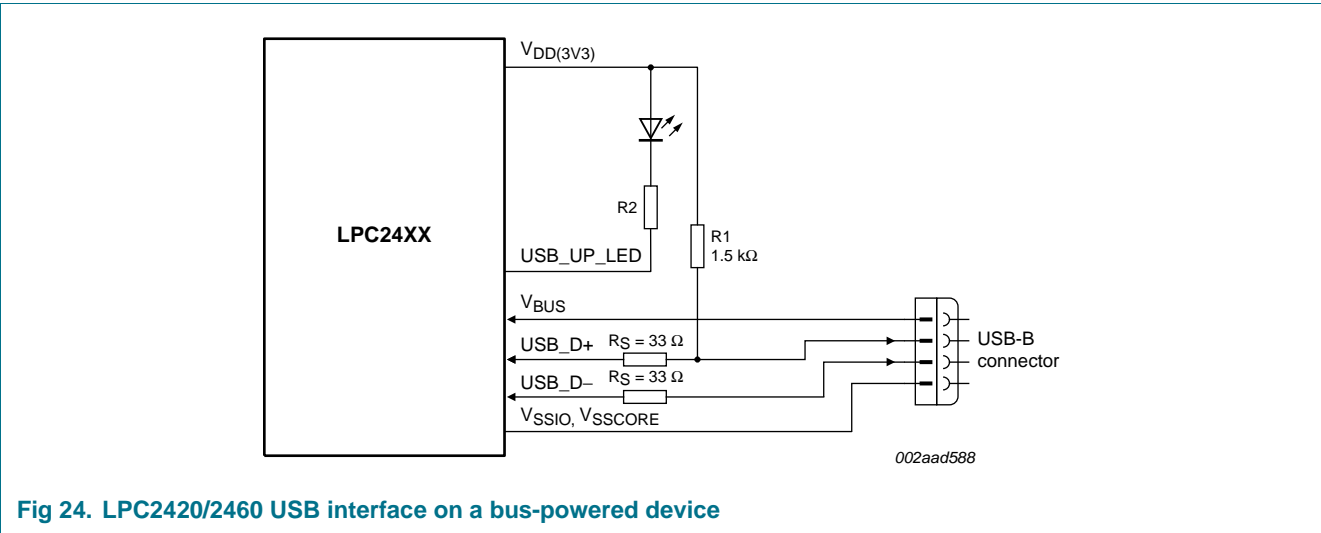 VDD(3V3)
R2
LPC24XX
R1
1.5 kΩ
USB_UP_LED
VBUS
USB_D+ RS = 33 Ω
USB-B
connector
USB_D− RS = 33 Ω
VSSIO, VSSCORE
002aad588
Fig 24. LPC2420/2460 USB interface on a bus-powered device